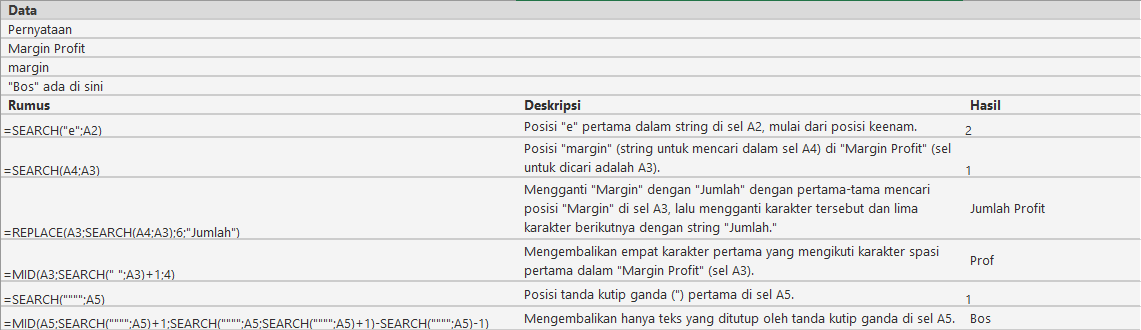 Data
Pernyataan
Margin Profit
margin
"Bos" ada di sini
Rumus Deskripsi Hasil
=SEARCH("e";A2) Posisi "e" pertama dalam string di sel A2, mulai dari posisi keenam. 2
Posisi "margin" (string untuk mencari dalam sel A4) di "Margin Profit" (sel
=SEARCH(A4;A3) untuk dicari adalah A3). 1
Mengganti "Margin" dengan "Jumlah" dengan pertama-tama mencari
posisi "Margin" di sel A3, lalu mengganti karakter tersebut dan lima Jumlah Profit
=REPLACE(A3;SEARCH(A4;A3);6;"Jumlah") karakter berikutnya dengan string "Jumlah."
Mengembalikan empat karakter pertama yang mengikuti karakter spasi Prof
=MID(A3;SEARCH(" ";A3)+1;4) pertama dalam "Margin Profit" (sel A3).
=SEARCH("""";A5) Posisi tanda kutip ganda (") pertama di sel A5. 1
=MID(A5;SEARCH("""";A5)+1;SEARCH("""";A5;SEARCH("""";A5)+1)-SEARCH("""";A5)-1) Mengembalikan hanya teks yang ditutup oleh tanda kutip ganda di sel A5. Bos